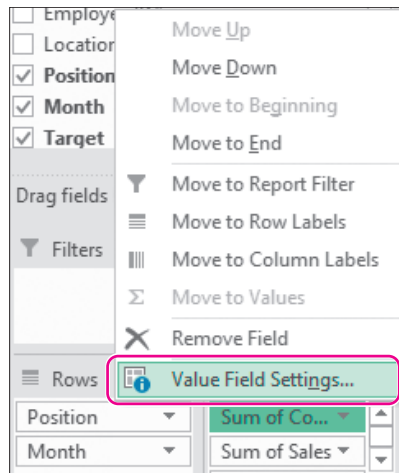 Employe
Location
Position
Month
Target
Drag fields
Filters
Move Up
Move Down
Move to Beginning
Move to End
Move to Report Filter
Move to Row Labels
Move to Column Labels
Σ Move to Values
Remove Field
Value Field Settings...
Rows
Position
Month
Sum of Co...
Sum of Sales